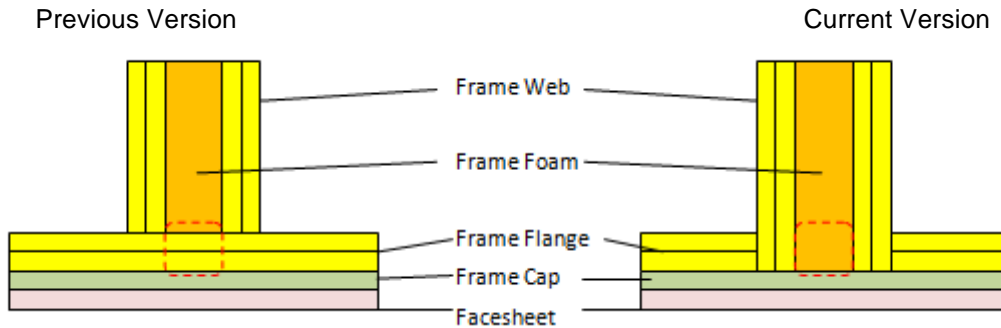 Previous Version
Current Version
Frame Web
Frame Foam
Frame Flange
Frame Cap
Facesheet